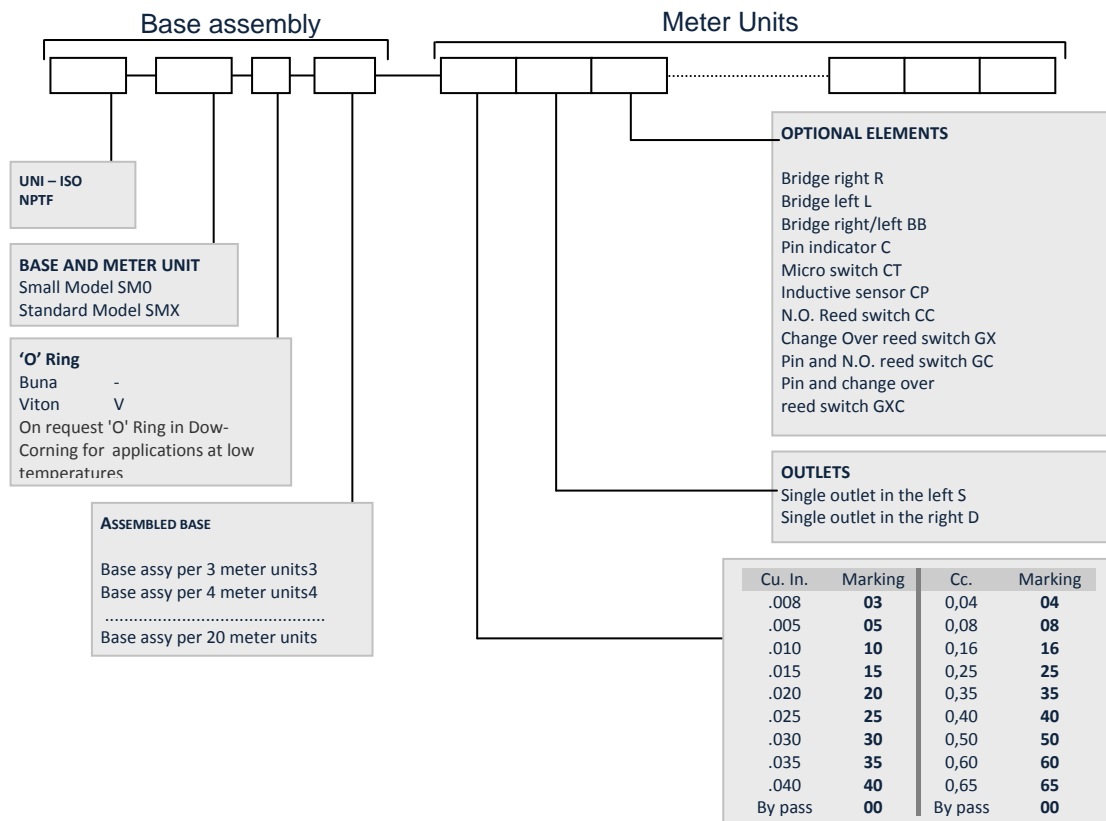 Base assembly
Meter Units
UNI – ISO
NPTF
BASE AND METER UNIT
Small Model SM0
Standard Model SMX
'O' Ring
Buna -
Viton V
On request 'O' Ring in Dow-
Corning for applications at low
temperatures
ASSEMBLED BASE
Base assy per 3 meter units3
Base assy per 4 meter units4
..............................................
Base assy per 20 meter units
OPTIONAL ELEMENTS
Bridge right R
Bridge left L
Bridge right/left BB
Pin indicator C
Micro switch CT
Inductive sensor CP
N.O. Reed switch CC
Change Over reed switch GX
Pin and N.O. reed switch GC
Pin and change over
reed switch GXC
OUTLETS
Single outlet in the left S
Single outlet in the right D
Cu. In. Marking Cc. Marking
.008 03 0,04 04
.005 05 0,08 08
.010 10 0,16 16
.015 15 0,25 25
.020 20 0,35 35
.025 25 0,40 40
.030 30 0,50 50
.035 35 0,60 60
.040 40 0,65 65
By pass 00 By pass 00